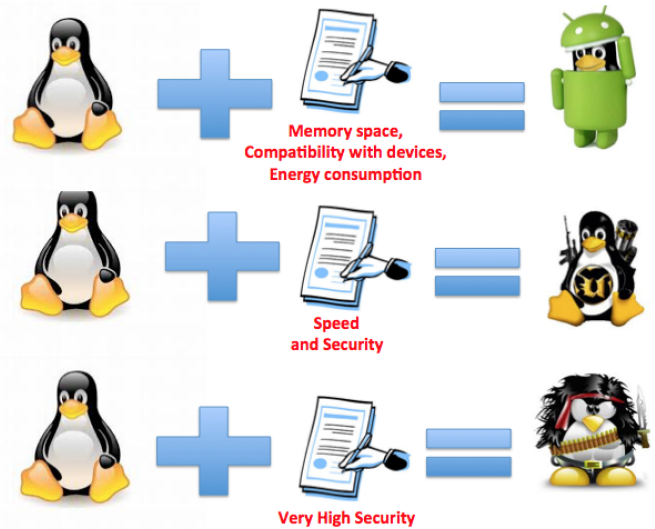 Memory space,
Compatibility with devices,
Energy consumption
Speed
and Security
Very High Security